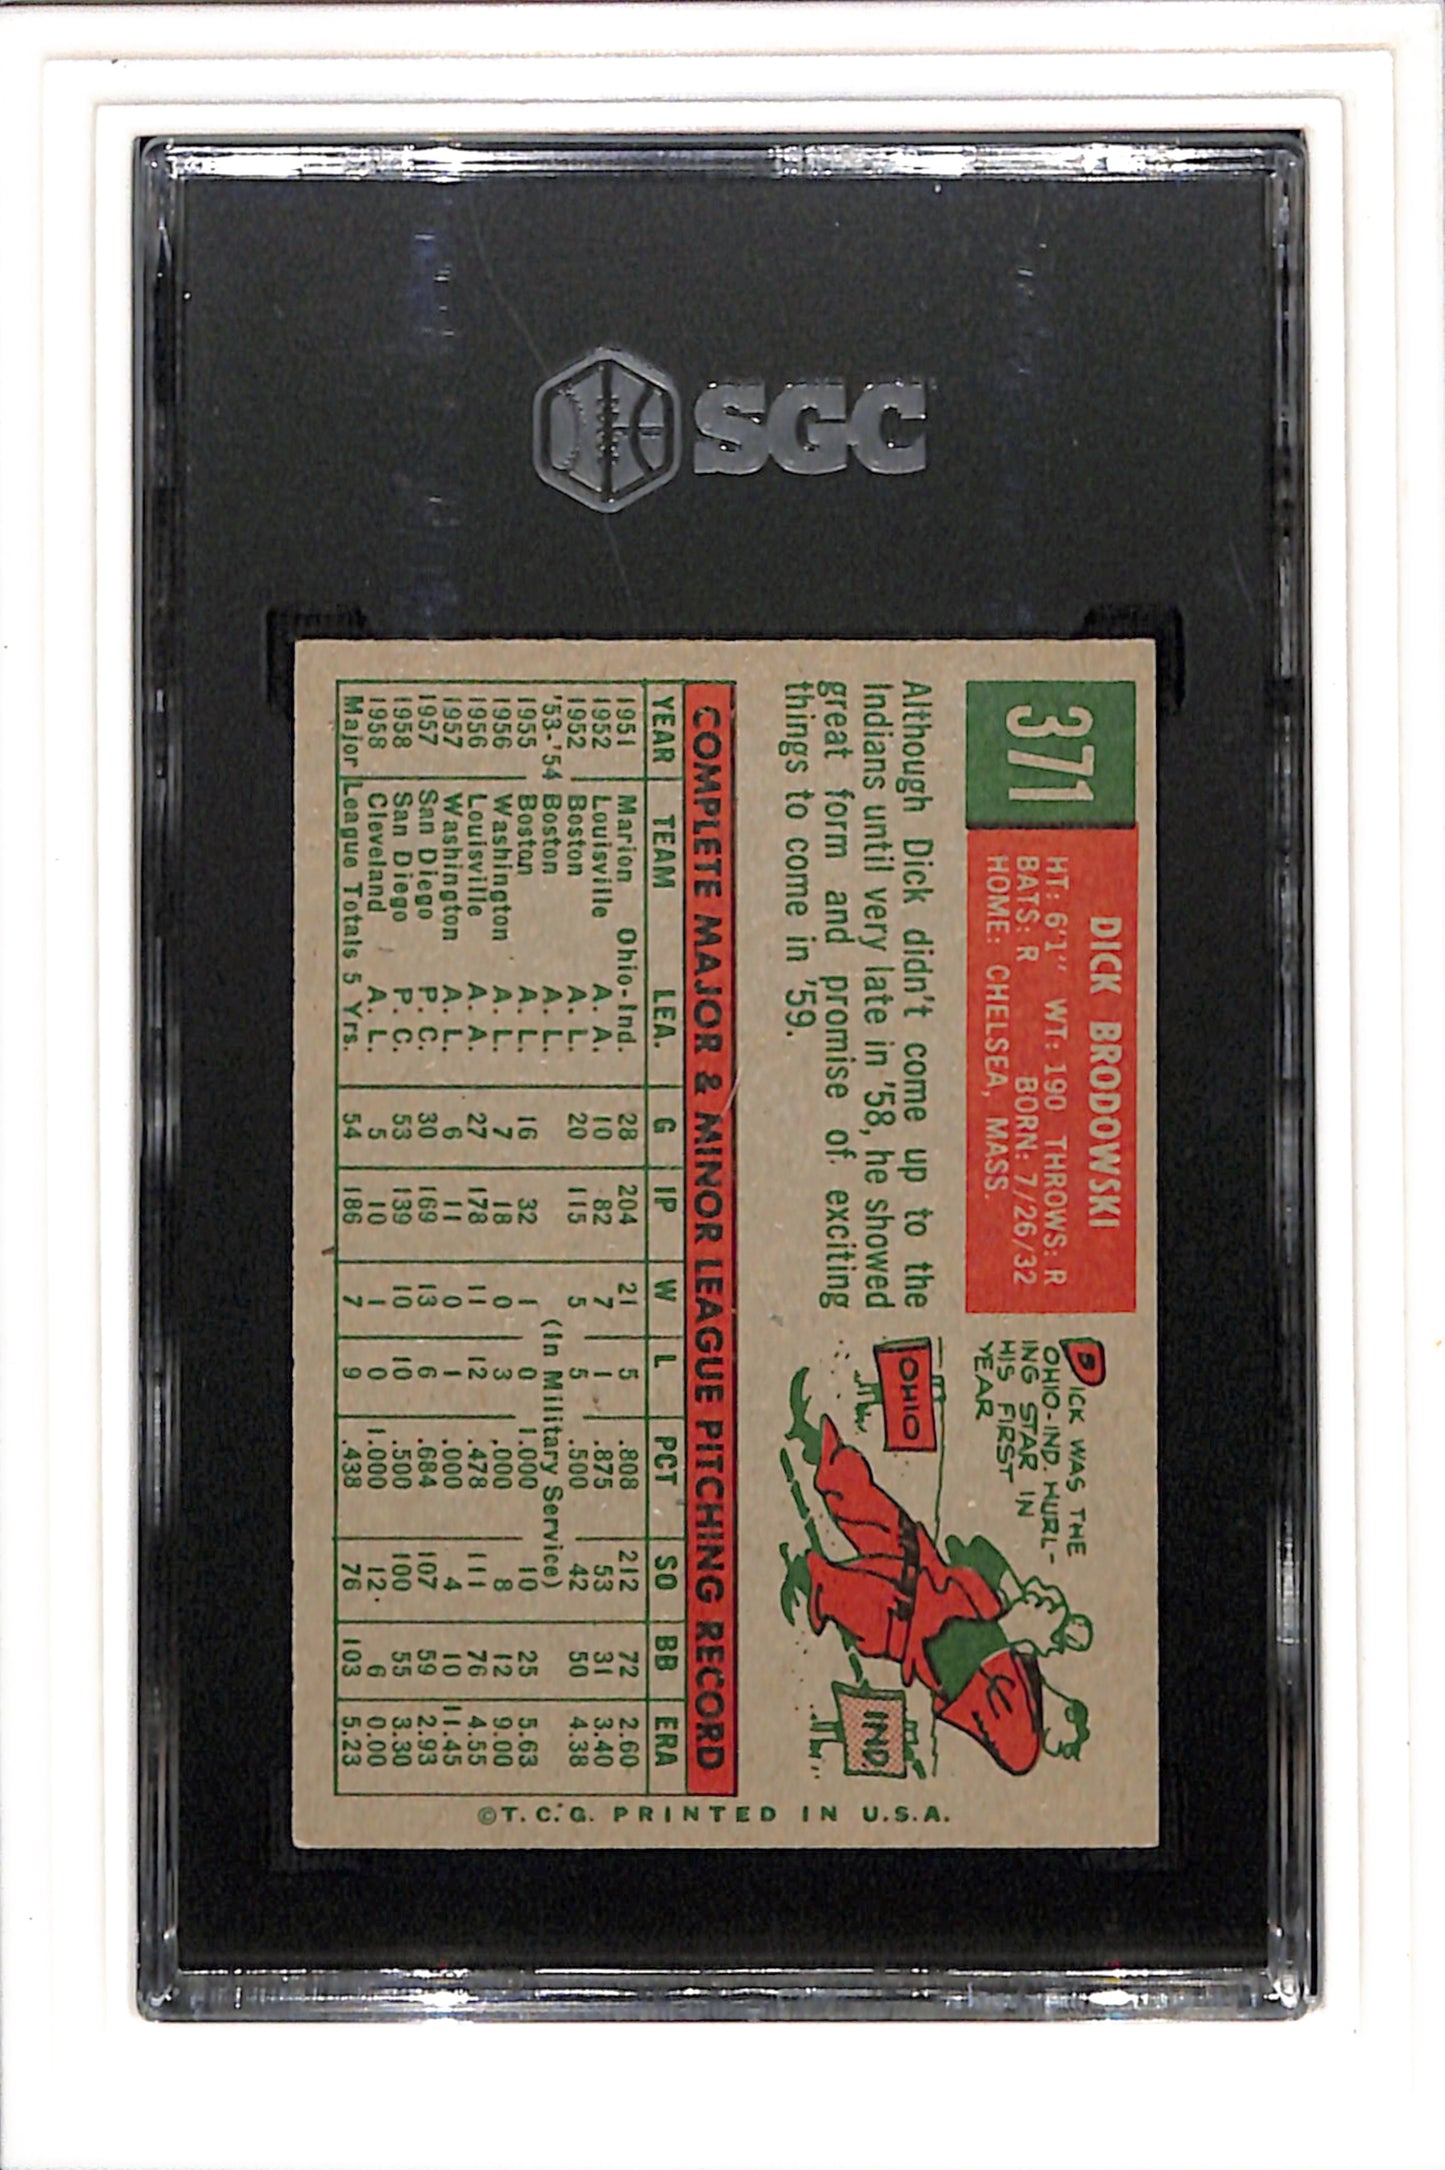 SGC
371
DICK BRODOWSKI
HT: 6'1" WT: 190 THROWS: R
BATS: R BORN: 7/26/32
HOME: CHELSEA, MASS.
Although Dick didn't come up to the
Indians until very late in '58, he showed
great form and promise of exciting
things to come in '59.
DICK WAS THE
OHIO-IND. HURL-
ING STAR IN
HIS FIRST
YEAR
OHIO
IND.
COMPLETE MAJOR & MINOR LEAGUE PITCHING RECORD
YEAR TEAM LEA. G IP W L PCT SO BB ERA
1951 Marion Ohio-Ind. 28 204 21 5 .808 212 72 2.60
1952 Louisville A. A. 10 82 7 1 .875 53 31 3.40
1952 Boston A. L. 20 115 5 5 .500 42 50 4.38
'53-'54 Boston A. L. (In Military Service)
1955 Boston A. L. 16 32 1 0 1.000 10 25 5.63
1956 Washington A. L. 7 18 0 3 .000 8 12 9.00
1956 Louisville A. A. 27 178 11 12 .478 111 76 4.55
1957 Washington A. L. 6 11 0 1 .000 4 10 11.45
1957 San Diego P. C. 30 169 13 6 .684 107 59 2.93
1958 San Diego P. C. 53 139 10 10 .500 100 55 3.30
1958 Cleveland A. L. 5 10 1 0 1.000 12 6 0.00
Major League Totals 5 Yrs. 54 186 7 9 .438 76 103 5.23
©T.C.G. PRINTED IN U.S.A.